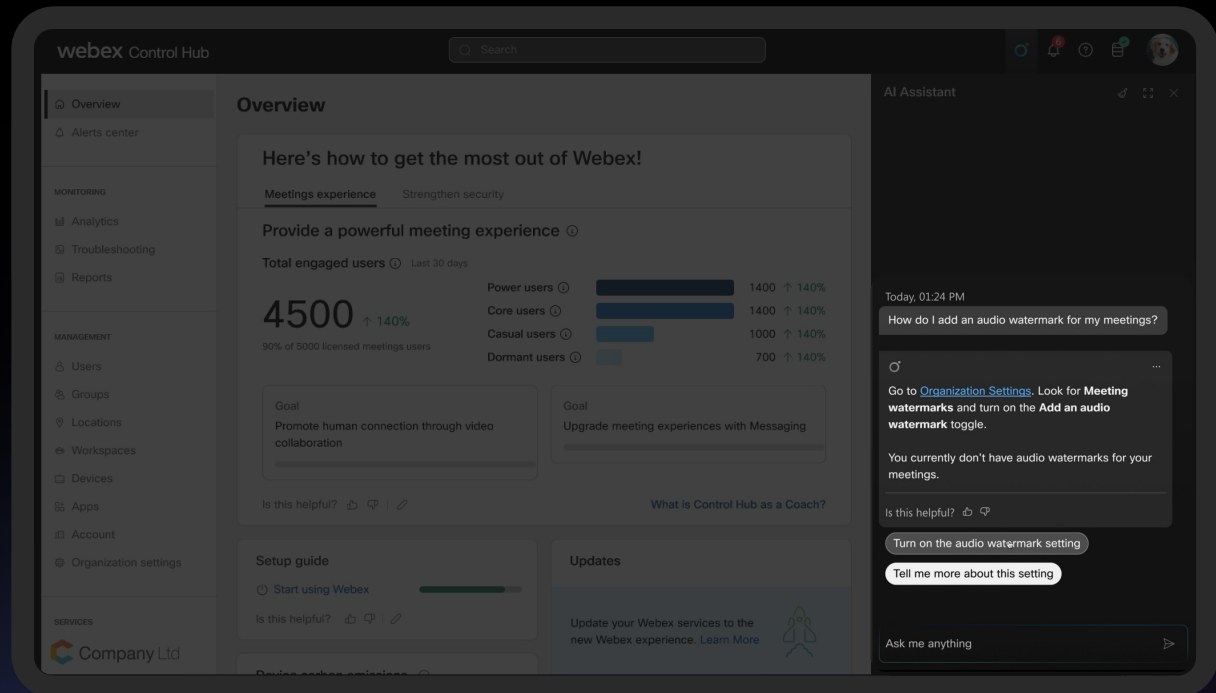 webex Control Hub
Search
6
Overview
Alerts center
MONITORING
Analytics
Troubleshooting
Reports
MANAGEMENT
Users
Groups
Locations
Workspaces
Devices
Apps
Account
Organization settings
SERVICES
Company Ltd
Overview
Here's how to get the most out of Webex!
Meetings experience Strengthen security
Provide a powerful meeting experience
Total engaged users Last 30 days
4500 ↑ 140%
90% of 5000 licensed meetings users
Power users 1400 ↑ 140%
Core users 1400 ↑ 140%
Casual users 1000 ↑ 140%
Dormant users 700 ↑ 140%
Goal
Promote human connection through video
collaboration
Goal
Upgrade meeting experiences with Messaging
Is this helpful?
What is Control Hub as a Coach?
Setup guide
Start using Webex
Is this helpful?
Updates
Update your Webex services to the
new Webex experience. Learn More
Device carbon emissions
AI Assistant
Today, 01:24 PM
How do I add an audio watermark for my meetings?
Go to Organization Settings. Look for Meeting
watermarks and turn on the Add an audio
watermark toggle.
You currently don't have audio watermarks for your
meetings.
Is this helpful?
Turn on the audio watermark setting
Tell me more about this setting
Ask me anything